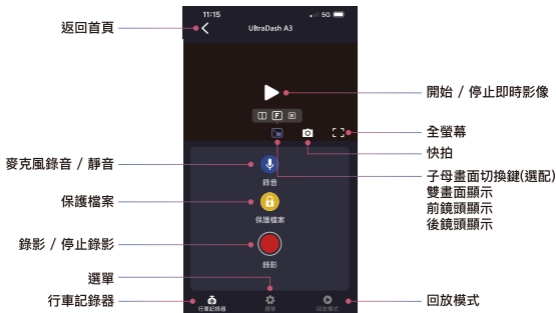 11:15
5G
UltraDash A3
返回首頁
開始 / 停止即時影像
F
全螢幕
快拍
麥克風錄音 / 靜音
錄音
子母畫面切換鍵(選配)
雙畫面顯示
前鏡頭顯示
後鏡頭顯示
保護檔案
保護檔案
錄影 / 停止錄影
錄影
選單
行車記錄器
行車記錄器
選單
回放模式
回放模式